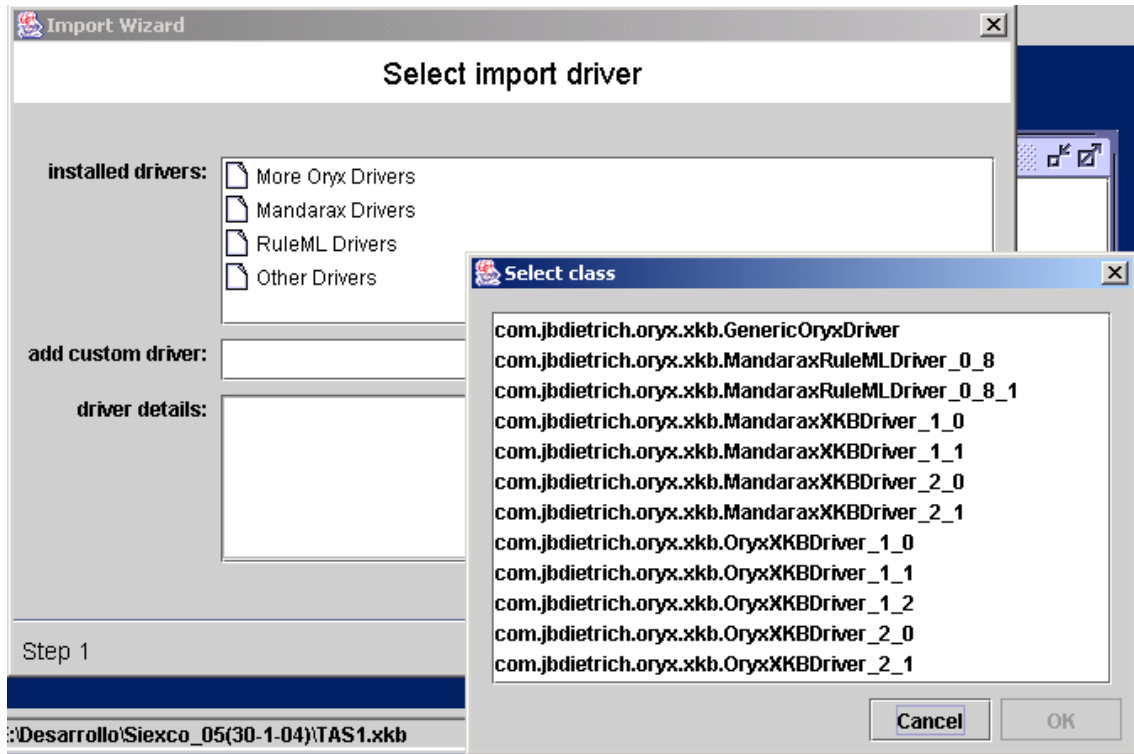 Import Wizard
Select import driver
installed drivers:
More Oryx Drivers
Mandarax Drivers
RuleML Drivers
Other Drivers
add custom driver:
driver details:
Step 1
Select class
com.jbdietrich.oryx.xkb.GenericOryxDriver
com.jbdietrich.oryx.xkb.MandaraxRuleMLDriver_0_8
com.jbdietrich.oryx.xkb.MandaraxRuleMLDriver_0_8_1
com.jbdietrich.oryx.xkb.MandaraxXKBDriver_1_0
com.jbdietrich.oryx.xkb.MandaraxXKBDriver_1_1
com.jbdietrich.oryx.xkb.MandaraxXKBDriver_2_0
com.jbdietrich.oryx.xkb.MandaraxXKBDriver_2_1
com.jbdietrich.oryx.xkb.OryxXKBDriver_1_0
com.jbdietrich.oryx.xkb.OryxXKBDriver_1_1
com.jbdietrich.oryx.xkb.OryxXKBDriver_1_2
com.jbdietrich.oryx.xkb.OryxXKBDriver_2_0
com.jbdietrich.oryx.xkb.OryxXKBDriver_2_1
Cancel
OK
:\Desarrollo\Siexco_05(30-1-04)\TAS1.xkb